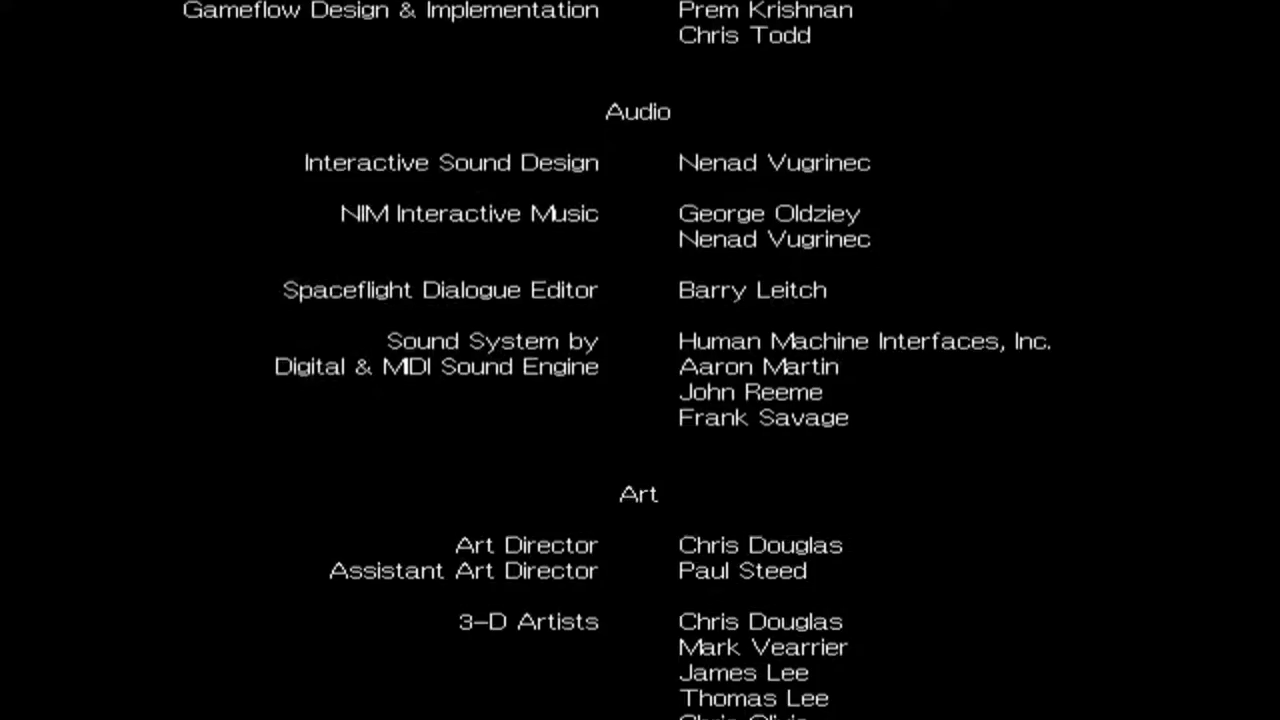 Gameflow Design & Implementation Prem Krishnan
Chris Todd
Audio
Interactive Sound Design Nenad Vugrinec
NIM Interactive Music George Oldziey
Nenad Vugrinec
Spaceflight Dialogue Editor Barry Leitch
Sound System by Human Machine Interfaces, Inc.
Digital & MIDI Sound Engine Aaron Martin
John Reeme
Frank Savage
Art
Art Director Chris Douglas
Assistant Art Director Paul Steed
3-D Artists Chris Douglas
Mark Vearrier
James Lee
Thomas Lee